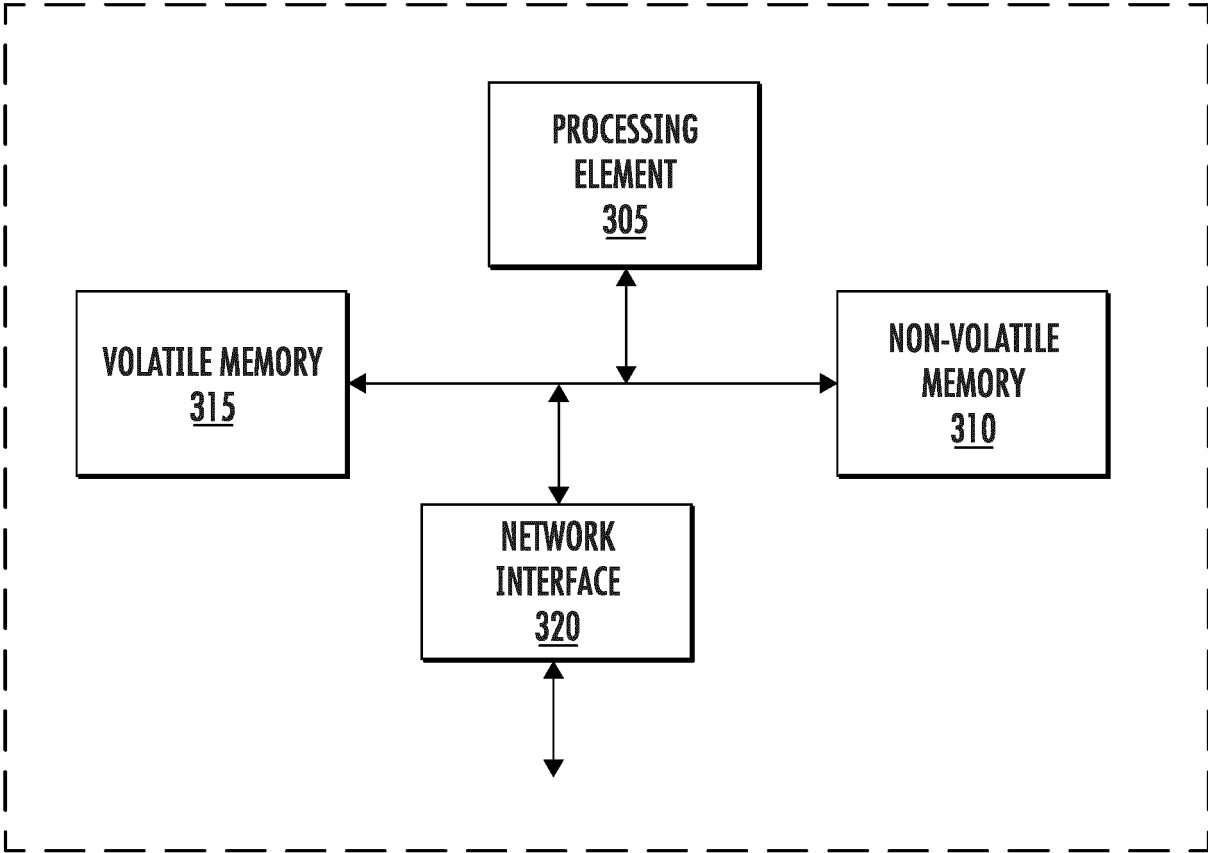 PROCESSING
ELEMENT
305
VOLATILE MEMORY
315
NON-VOLATILE
MEMORY
310
NETWORK
INTERFACE
320